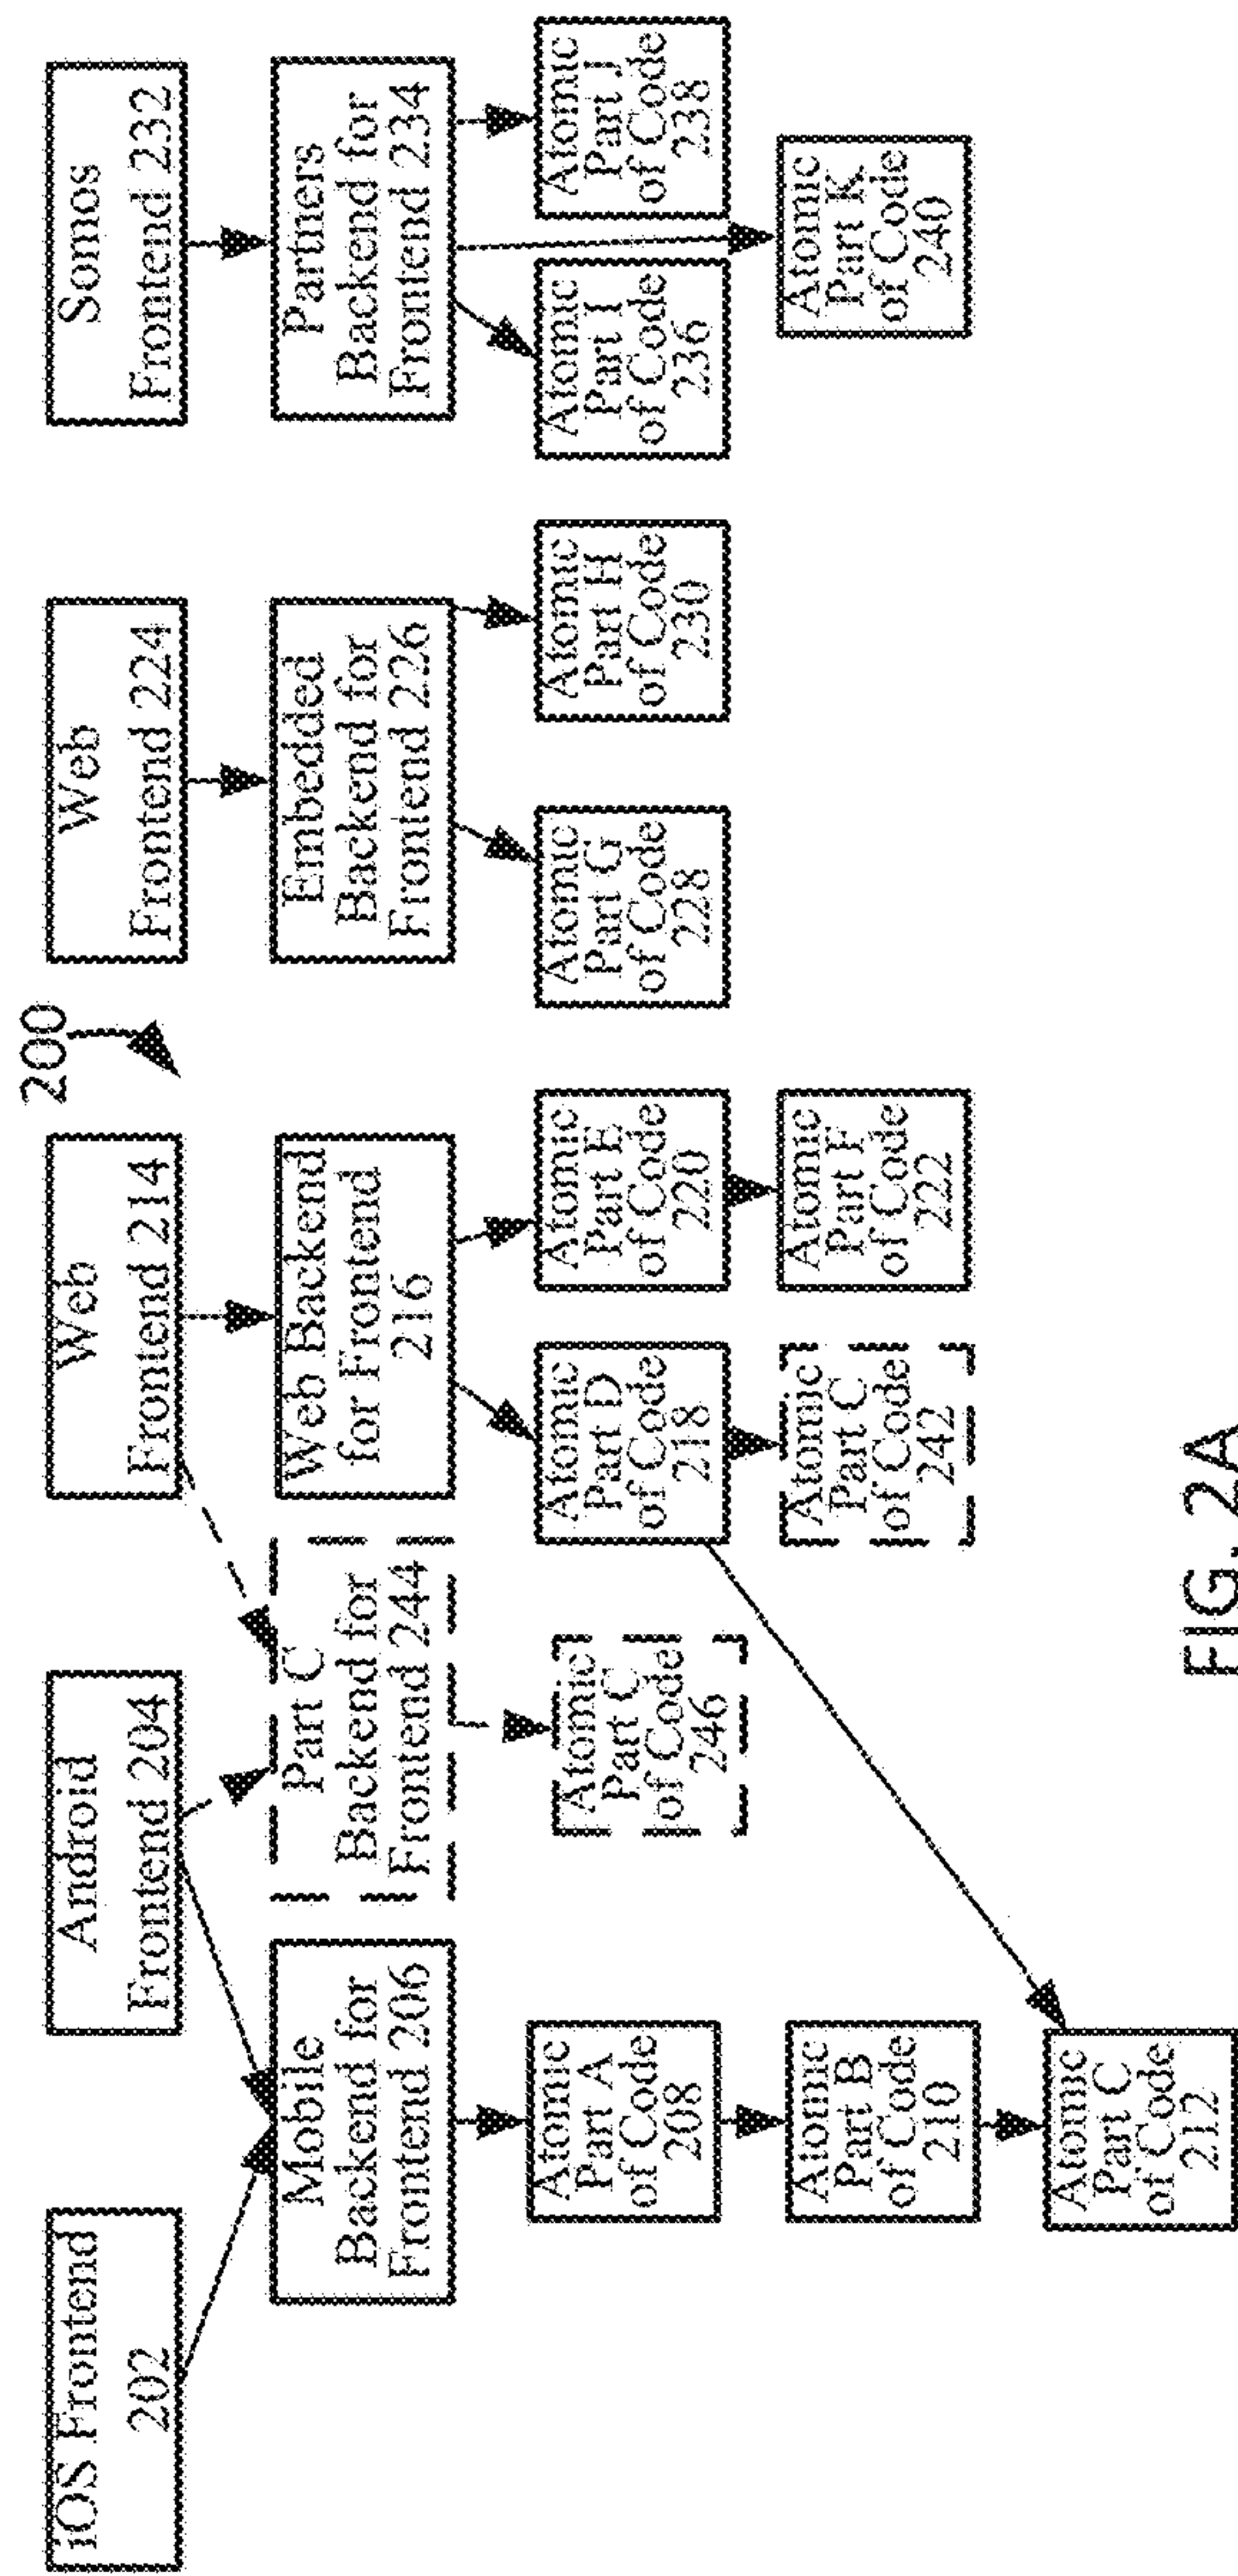 200
iOS Frontend
202
Android
Frontend 204
Web
Frontend 214
Web
Frontend 224
Somos
Frontend 232
Mobile
Backend for
Frontend 206
Part C
Backend for
Frontend 244
Web Backend
for Frontend
216
Embedded
Backend for
Frontend 226
Partners
Backend for
Frontend 234
Atomic
Part A
of Code
208
Atomic
Part C
of Code
246
Atomic
Part D
of Code
218
Atomic
Part E
of Code
220
Atomic
Part G
of Code
228
Atomic
Part H
of Code
230
Atomic
Part I
of Code
236
Atomic
Part J
of Code
238
Atomic
Part B
of Code
210
Atomic
Part C
of Code
242
Atomic
Part F
of Code
222
Atomic
Part K
of Code
240
Atomic
Part C
of Code
212
FIG. 2A